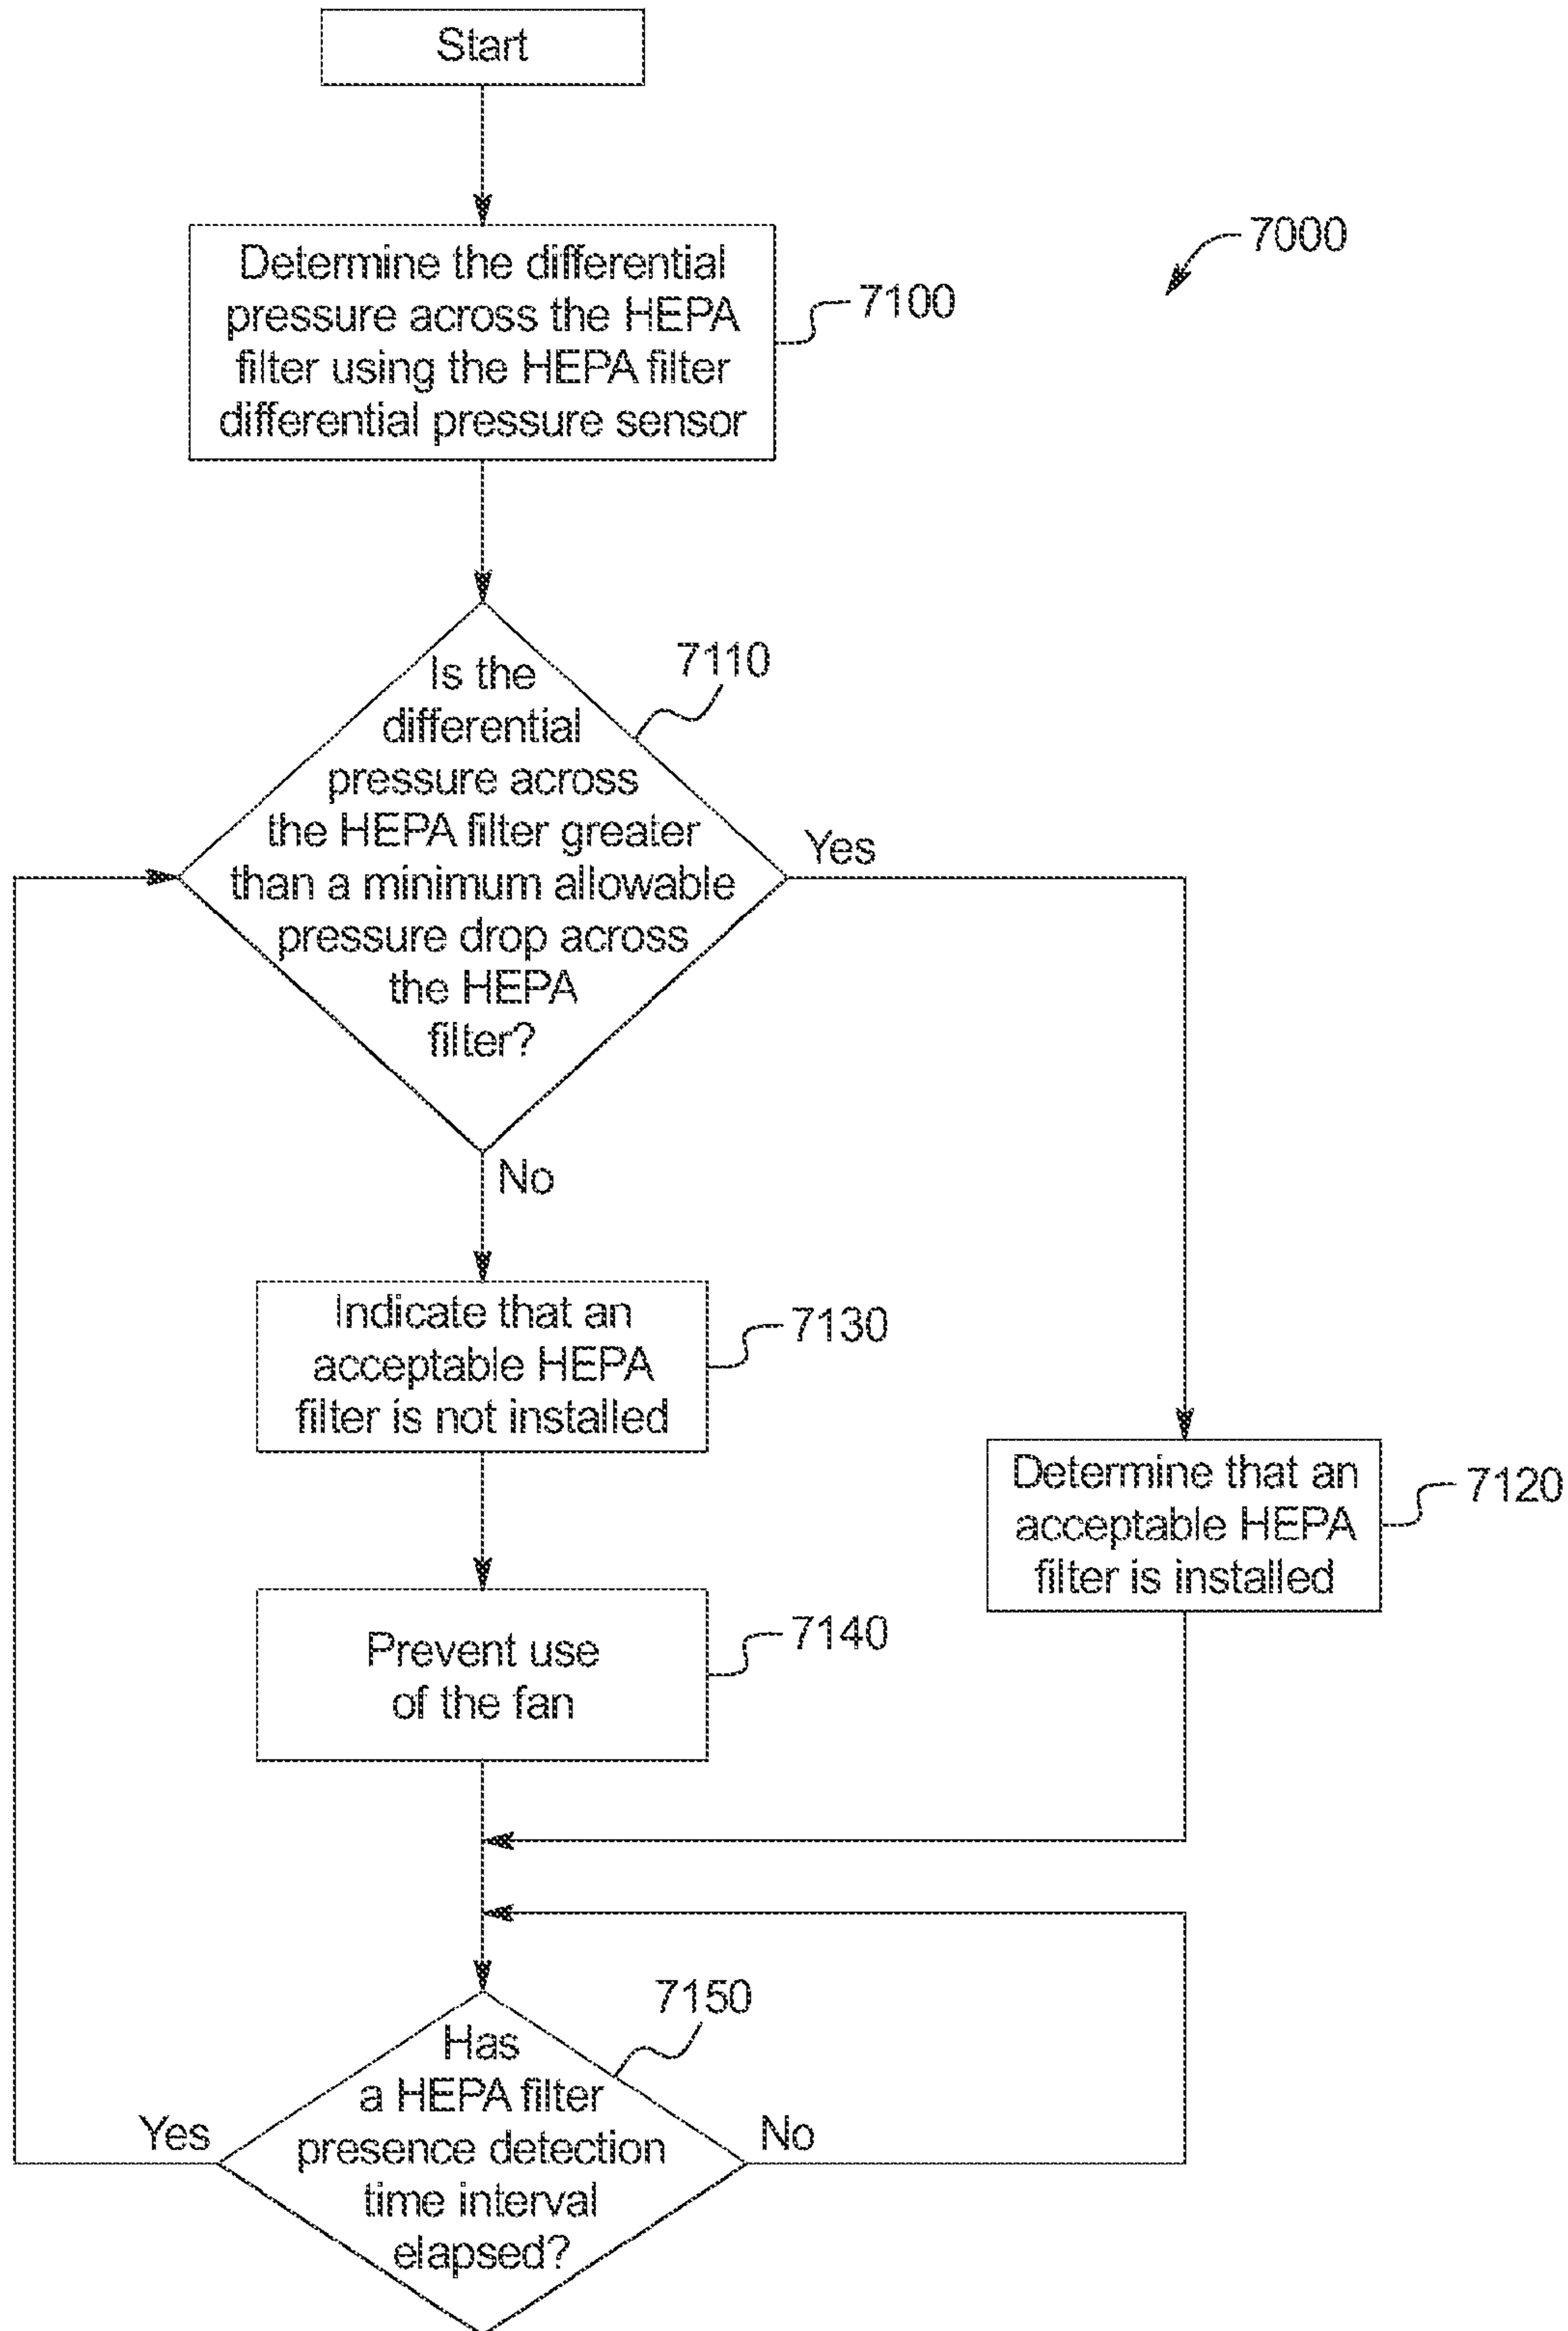 Start
7000
Determine the differential
pressure across the HEPA
filter using the HEPA filter
differential pressure sensor
7100
7110
Is the
differential
pressure across
the HEPA filter greater
than a minimum allowable
pressure drop across
the HEPA
filter?
Yes
No
Indicate that an
acceptable HEPA
filter is not installed
7130
Determine that an
acceptable HEPA
filter is installed
7120
Prevent use
of the fan
7140
7150
Has
a HEPA filter
presence detection
time interval
elapsed?
Yes
No